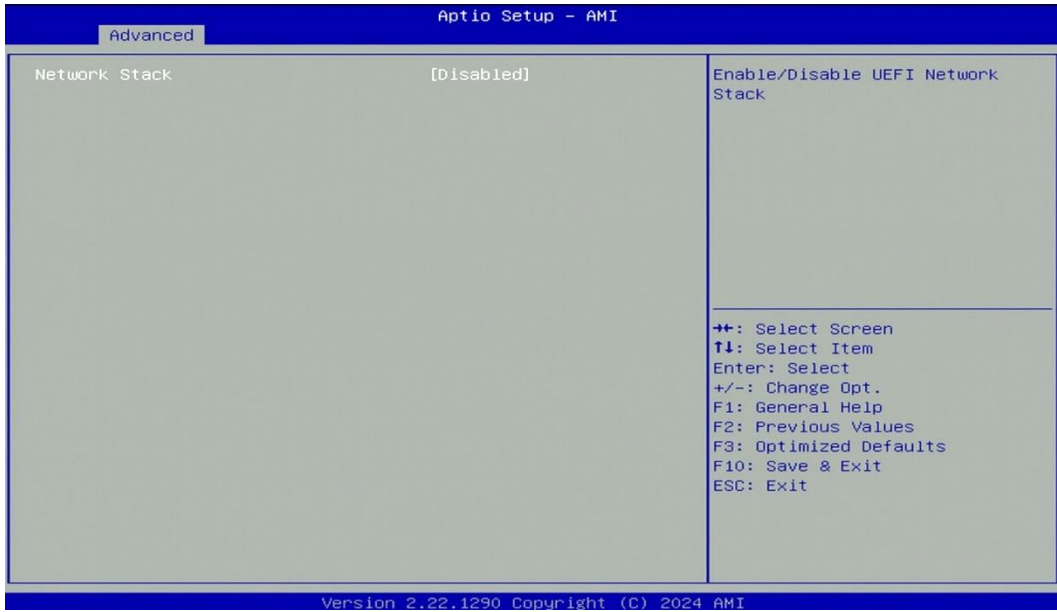 Aptio Setup – AMI
Advanced
Network Stack [Disabled]
Enable/Disable UEFI Network
Stack
→←: Select Screen
↑↓: Select Item
Enter: Select
+/-: Change Opt.
F1: General Help
F2: Previous Values
F3: Optimized Defaults
F10: Save & Exit
ESC: Exit
Version 2.22.1290 Copyright (C) 2024 AMI